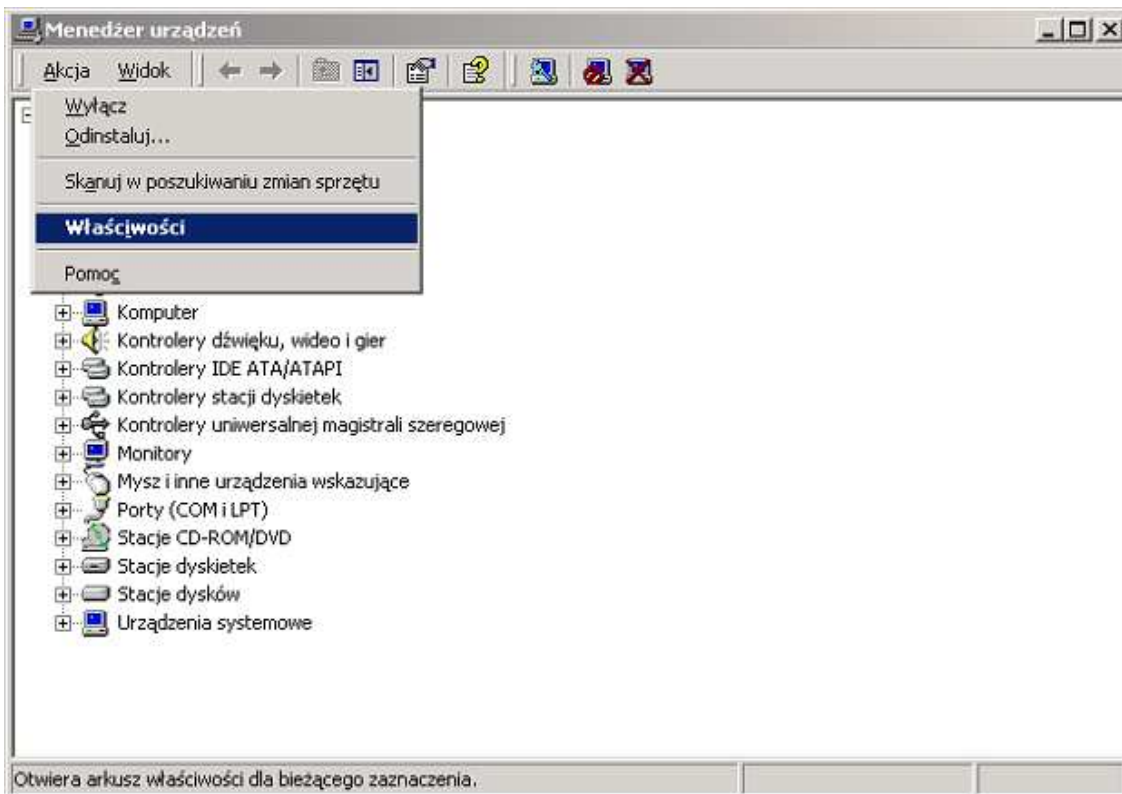 Menedżer urządzeń
Akcja Widok
Wyłącz
Odinstaluj...
Skanuj w poszukiwaniu zmian sprzętu
Właściwości
Pomoc
Komputer
Kontrolery dźwięku, wideo i gier
Kontrolery IDE ATA/ATAPI
Kontrolery stacji dyskietek
Kontrolery uniwersalnej magistrali szeregowej
Monitory
Mysz i inne urządzenia wskazujące
Porty (COM i LPT)
Stacje CD-ROM/DVD
Stacje dyskietek
Stacje dysków
Urządzenia systemowe
Otwiera arkusz właściwości dla bieżącego zaznaczenia.